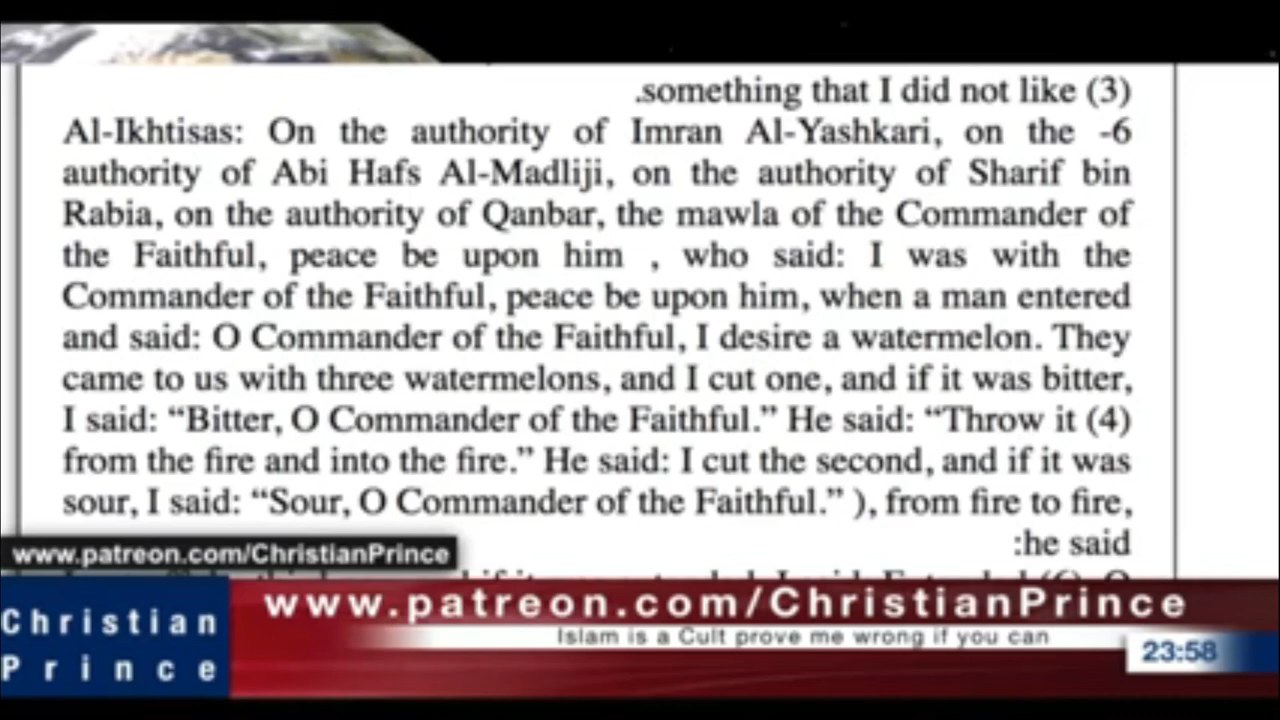 .something that I did not like (3)
Al-Ikhtisas: On the authority of Imran Al-Yashkari, on the -6
authority of Abi Hafs Al-Madliji, on the authority of Sharif bin
Rabia, on the authority of Qanbar, the mawla of the Commander of
the Faithful, peace be upon him , who said: I was with the
Commander of the Faithful, peace be upon him, when a man entered
and said: O Commander of the Faithful, I desire a watermelon. They
came to us with three watermelons, and I cut one, and if it was bitter,
I said: “Bitter, O Commander of the Faithful.” He said: “Throw it (4)
from the fire and into the fire.” He said: I cut the second, and if it was
sour, I said: “Sour, O Commander of the Faithful.” ), from fire to fire,
:he said
www.patreon.com/ChristianPrince
www.patreon.com/ChristianPrince
Islam is a Cult prove me wrong if you can
Christian
Prince
23:58